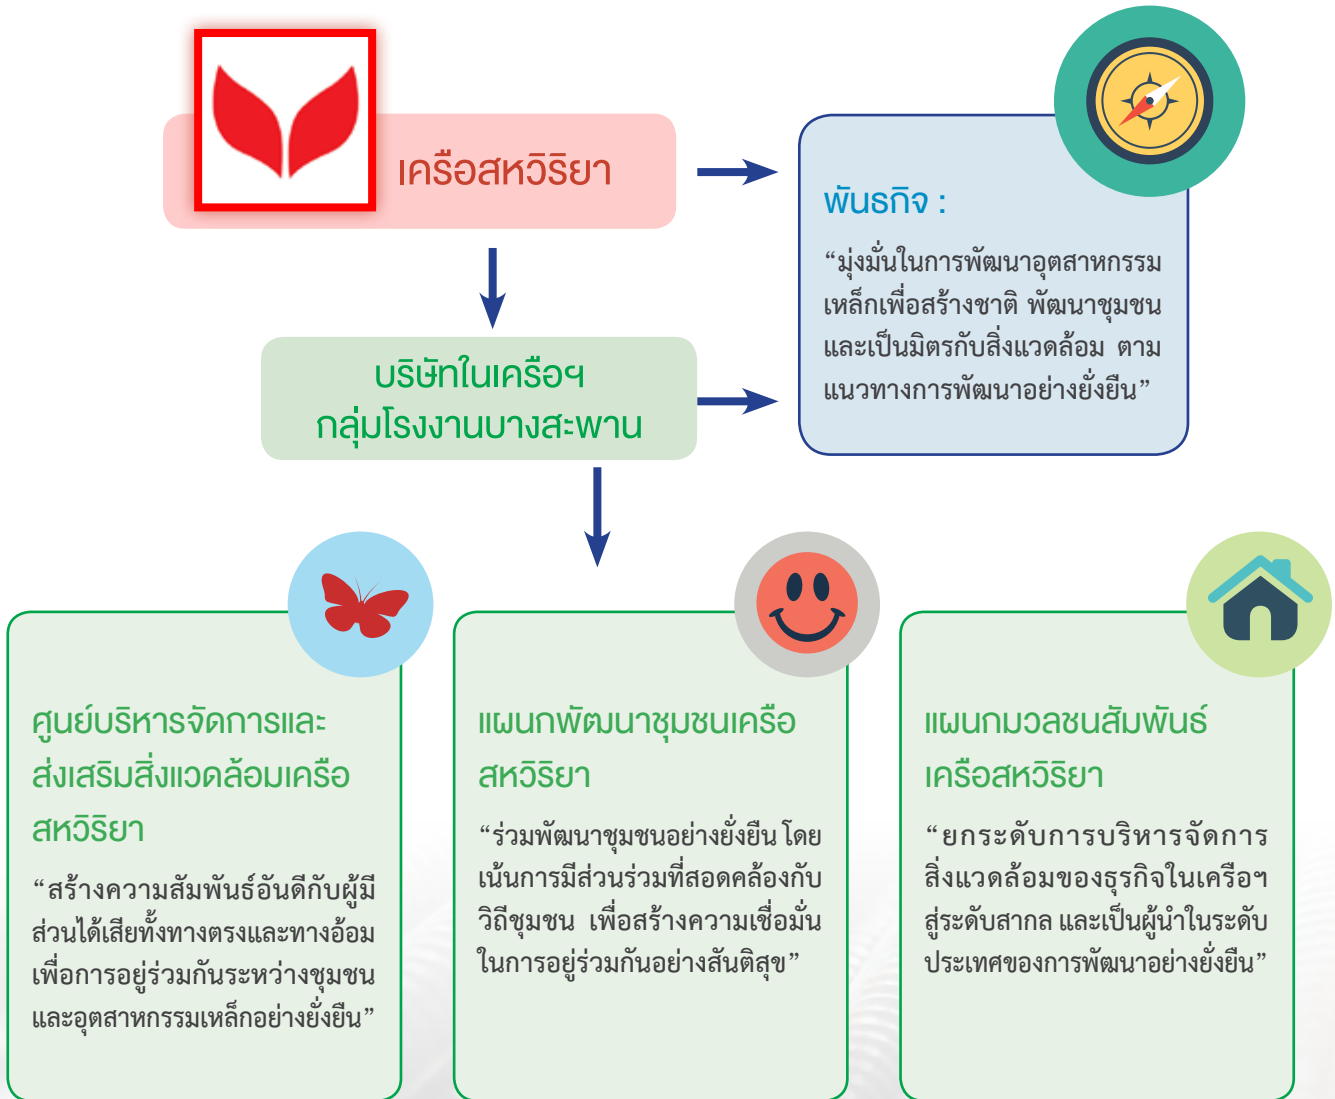 เครือสหวิริยา
พันธกิจ :
“มุ่งมั่นในการพัฒนาอุตสาหกรรม
เหล็กเพื่อสร้างชาติ พัฒนาชุมชน
และเป็นมิตรกับสิ่งแวดล้อม ตาม
แนวทางการพัฒนาอย่างยั่งยืน”
บริษัทในเครือฯ
กลุ่มโรงงานบางสะพาน
ศูนย์บริหารจัดการและ
ส่งเสริมสิ่งแวดล้อมเครือ
สหวิริยา
“สร้างความสัมพันธ์อันดีกับผู้มี
ส่วนได้เสียทั้งทางตรงและทางอ้อม
เพื่อการอยู่ร่วมกันระหว่างชุมชน
และอุตสาหกรรมเหล็กอย่างยั่งยืน”
แผนกพัฒนาชุมชนเครือ
สหวิริยา
“ร่วมพัฒนาชุมชนอย่างยั่งยืน โดย
เน้นการมีส่วนร่วมที่สอดคล้องกับ
วิถีชุมชน เพื่อสร้างความเชื่อมั่น
ในการอยู่ร่วมกันอย่างสันติสุข”
แผนกมวลชนสัมพันธ์
เครือสหวิริยา
“ยกระดับการบริหารจัดการ
สิ่งแวดล้อมของธุรกิจในเครือฯ
สู่ระดับสากล และเป็นผู้นำในระดับ
ประเทศของการพัฒนาอย่างยั่งยืน”